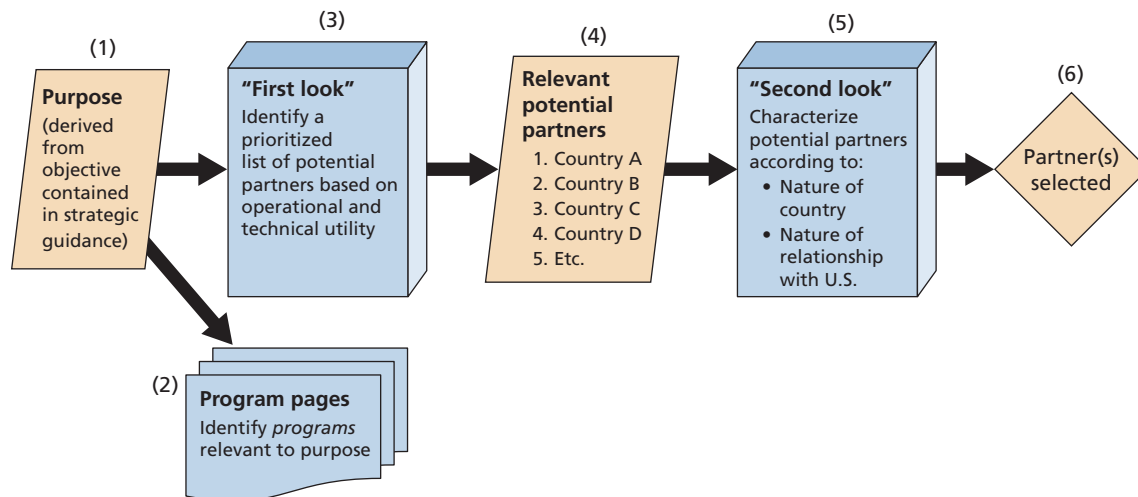 (1)
Purpose
(derived
from
objective
contained
in strategic
guidance)
(2)
Program pages
Identify programs
relevant to purpose
(3)
“First look”
Identify a
prioritized
list of potential
partners based on
operational and
technical utility
(4)
Relevant
potential
partners
1. Country A
2. Country B
3. Country C
4. Country D
5. Etc.
(5)
“Second look”
Characterize
potential partners
according to:
• Nature of
country
• Nature of
relationship
with U.S.
(6)
Partner(s)
selected